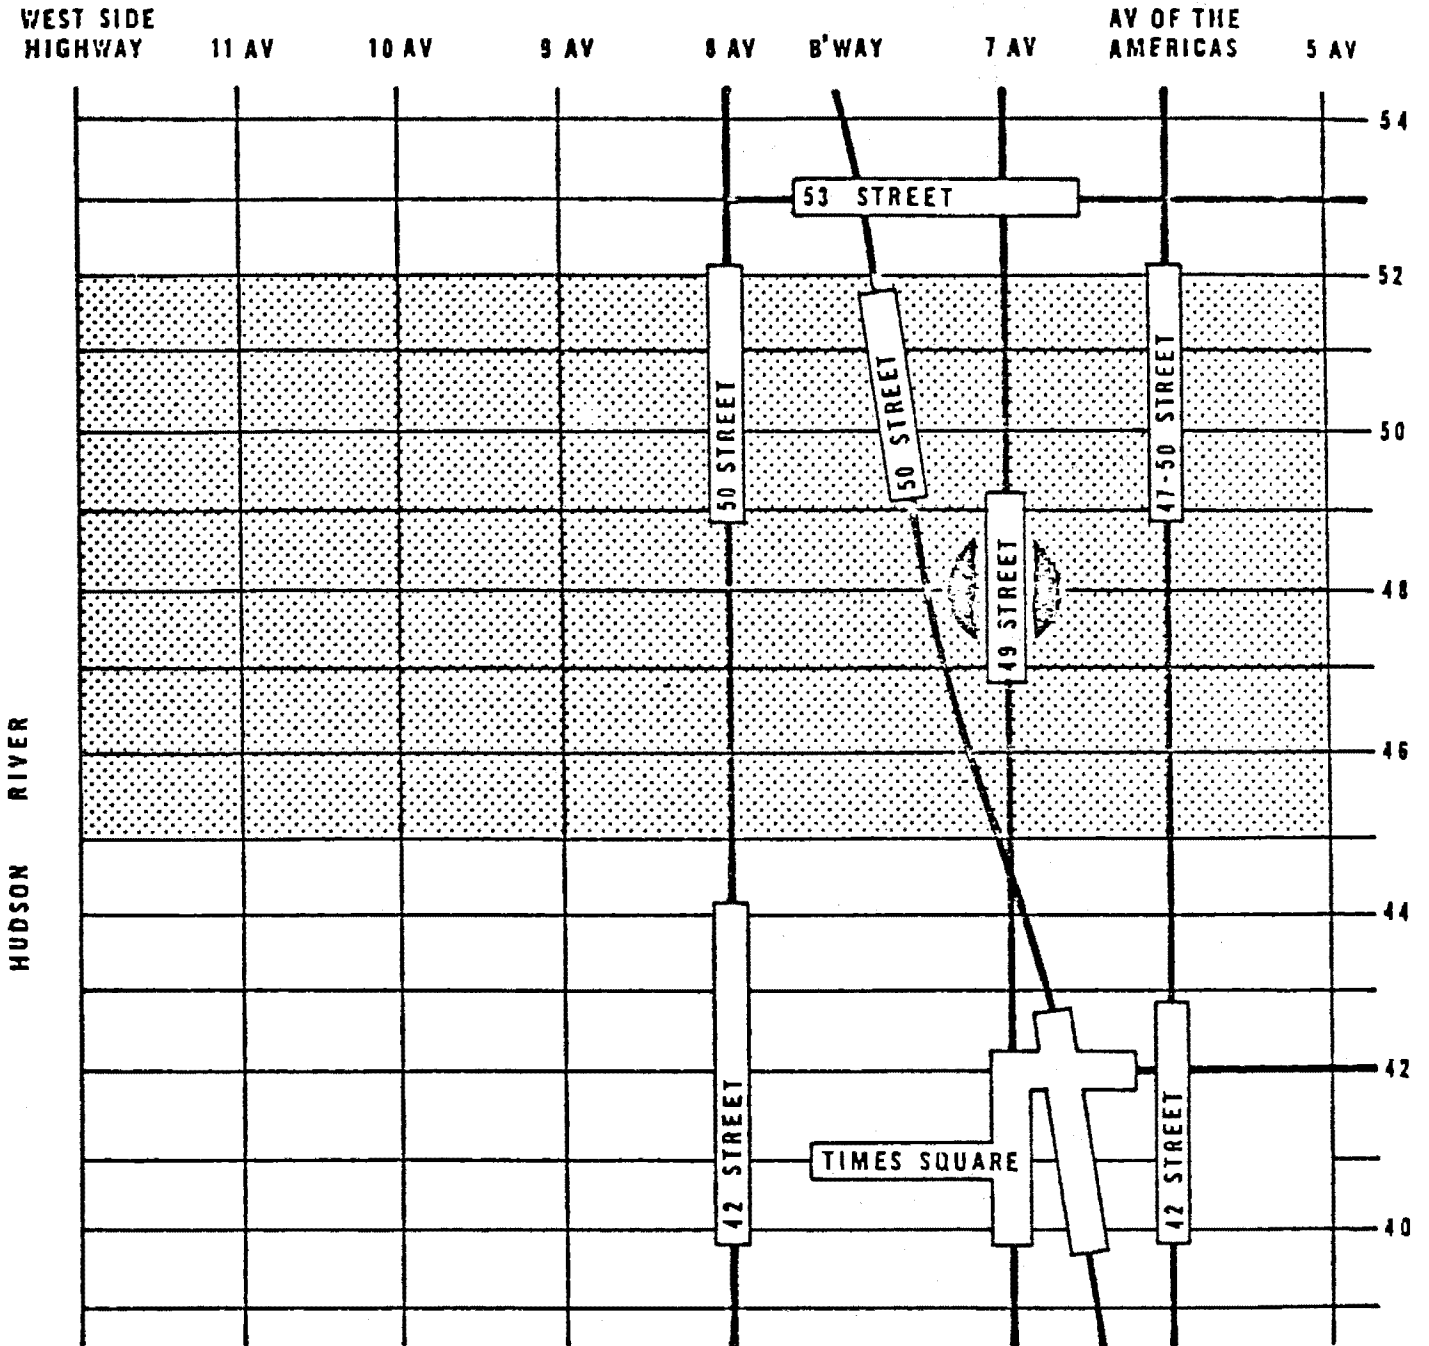 WEST SIDE
HIGHWAY
11 AV
10 AV
9 AV
8 AV
B'WAY
7 AV
AV OF THE
AMERICAS
5 AV
54
53 STREET
52
50 STREET
50 STREET
47-50 STREET
50
49 STREET
48
46
HUDSON RIVER
44
42 STREET
42
TIMES SQUARE
42 STREET
40